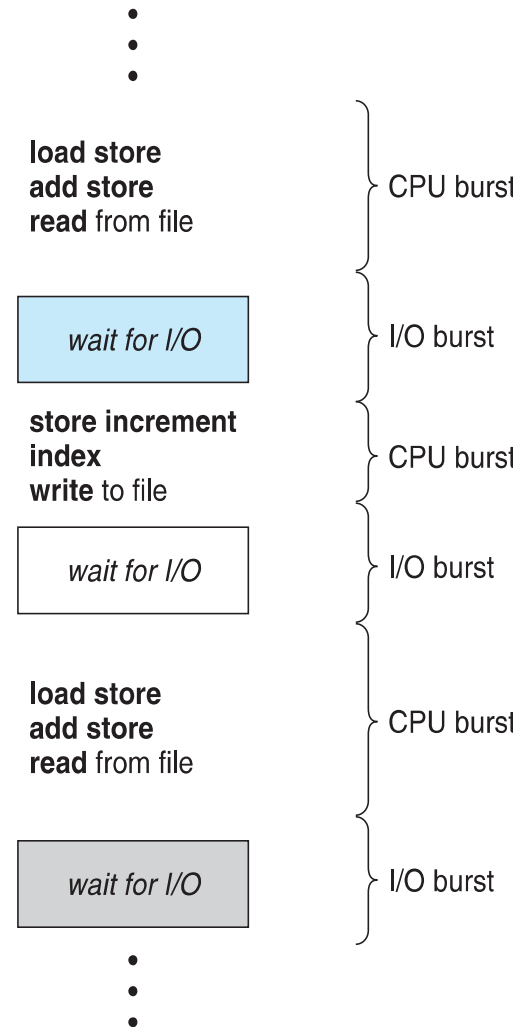 load store
add store
read from file
CPU burst
wait for I/O
I/O burst
store increment
index
write to file
CPU burst
wait for I/O
I/O burst
load store
add store
read from file
CPU burst
wait for I/O
I/O burst